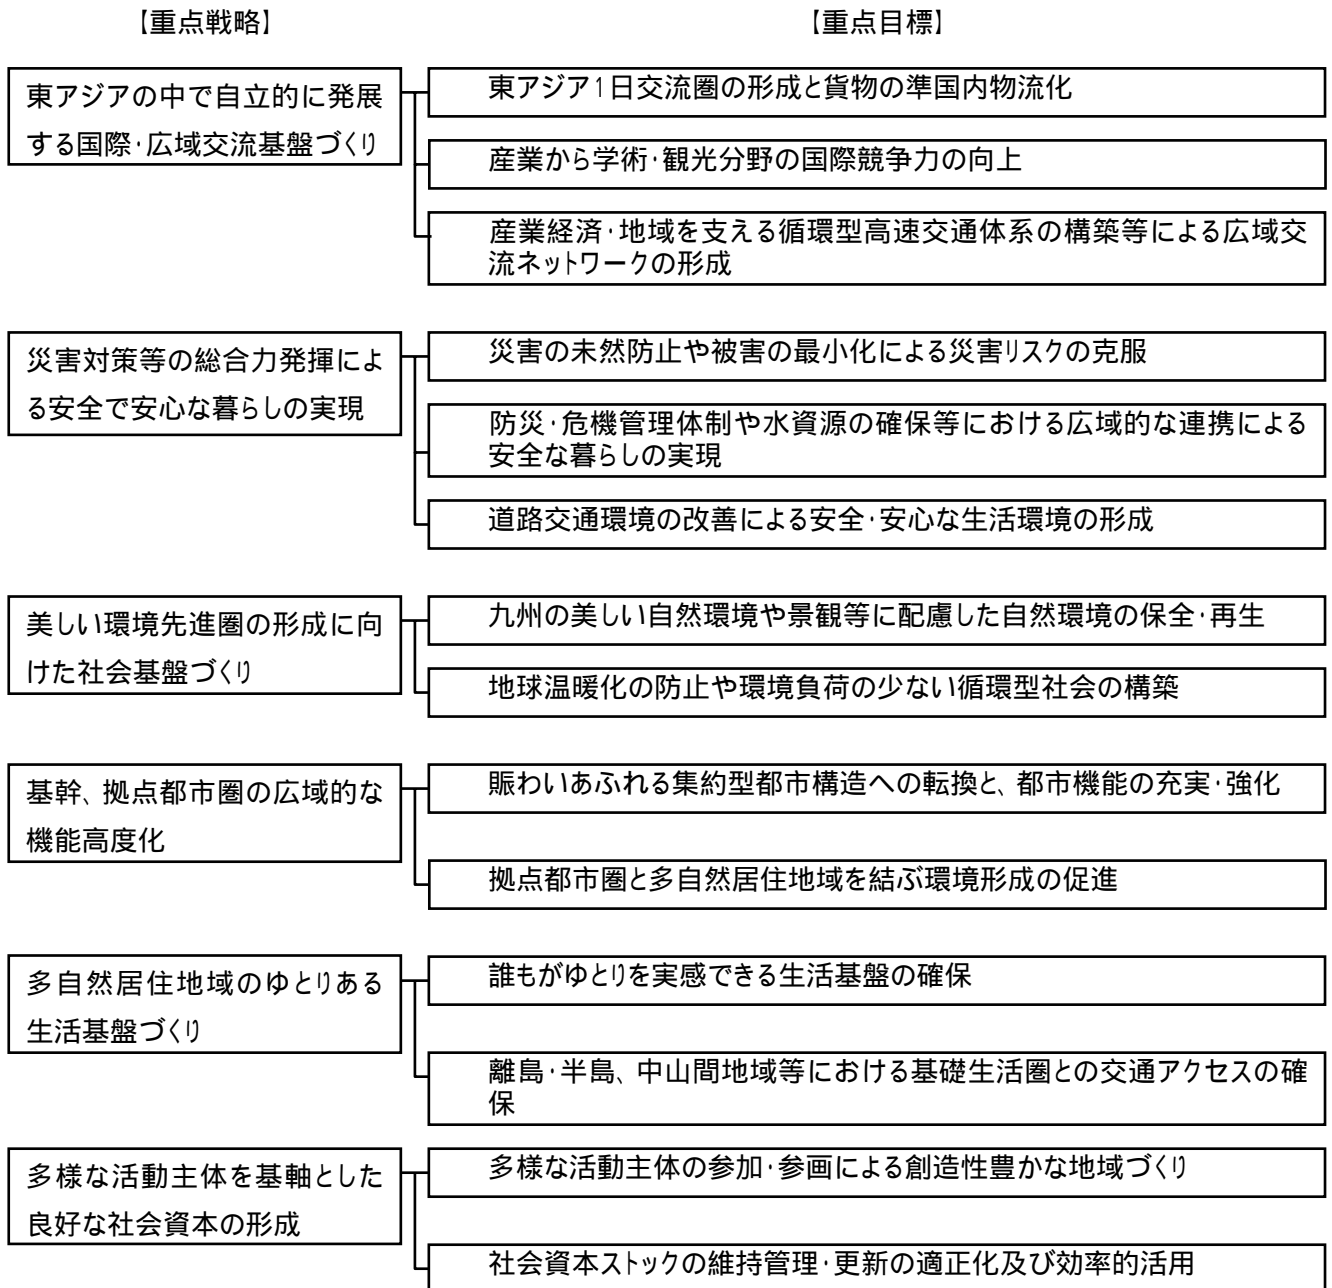 【重点戦略】
【重点目標】
東アジアの中で自立的に発展
する国際･広域交流基盤づくり
東アジア1日交流圏の形成と貨物の準国内物流化
産業から学術･観光分野の国際競争力の向上
産業経済･地域を支える循環型高速交通体系の構築等による広域交
流ネットワークの形成
災害対策等の総合力発揮によ
る安全で安心な暮らしの実現
災害の未然防止や被害の最小化による災害リスクの克服
防災･危機管理体制や水資源の確保等における広域的な連携による
安全な暮らしの実現
道路交通環境の改善による安全･安心な生活環境の形成
美しい環境先進圏の形成に向
けた社会基盤づくり
九州の美しい自然環境や景観等に配慮した自然環境の保全･再生
地球温暖化の防止や環境負荷の少ない循環型社会の構築
基幹、拠点都市圏の広域的な
機能高度化
賑わいあふれる集約型都市構造への転換と、都市機能の充実･強化
拠点都市圏と多自然居住地域を結ぶ環境形成の促進
多自然居住地域のゆとりある
生活基盤づくり
誰もがゆとりを実感できる生活基盤の確保
離島･半島、中山間地域等における基礎生活圏との交通アクセスの確
保
多様な活動主体を基軸とした
良好な社会資本の形成
多様な活動主体の参加･参画による創造性豊かな地域づくり
社会資本ストックの維持管理･更新の適正化及び効率的活用